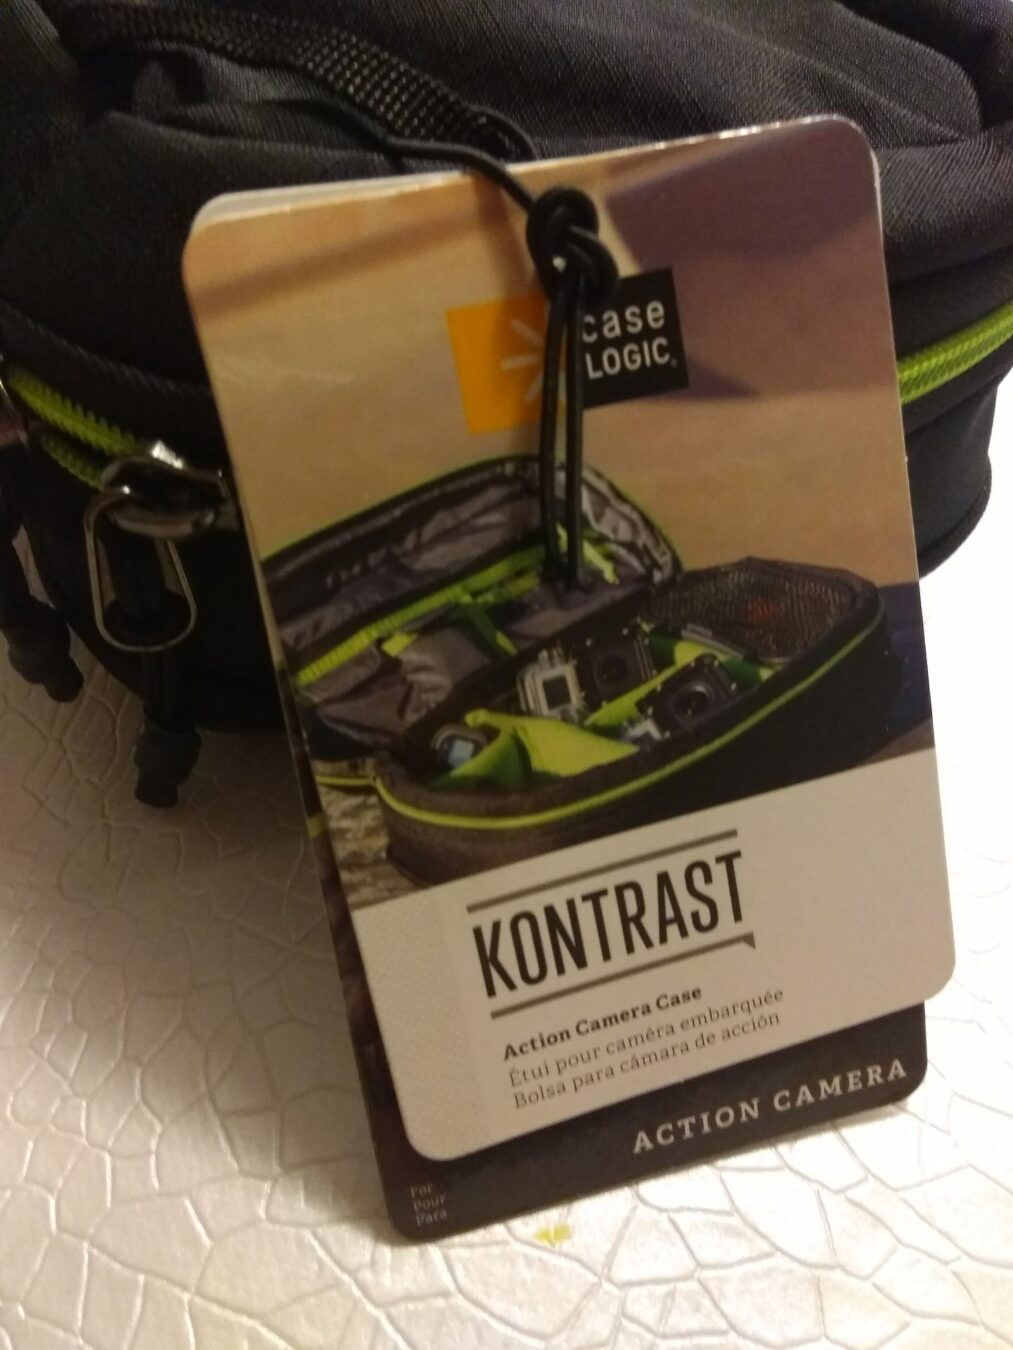 case
LOGIC
KONTRAST
Action Camera Case
Étui pour caméra embarquée
Bolsa para cámara de acción
ACTION CAMERA
For
Pour
Para